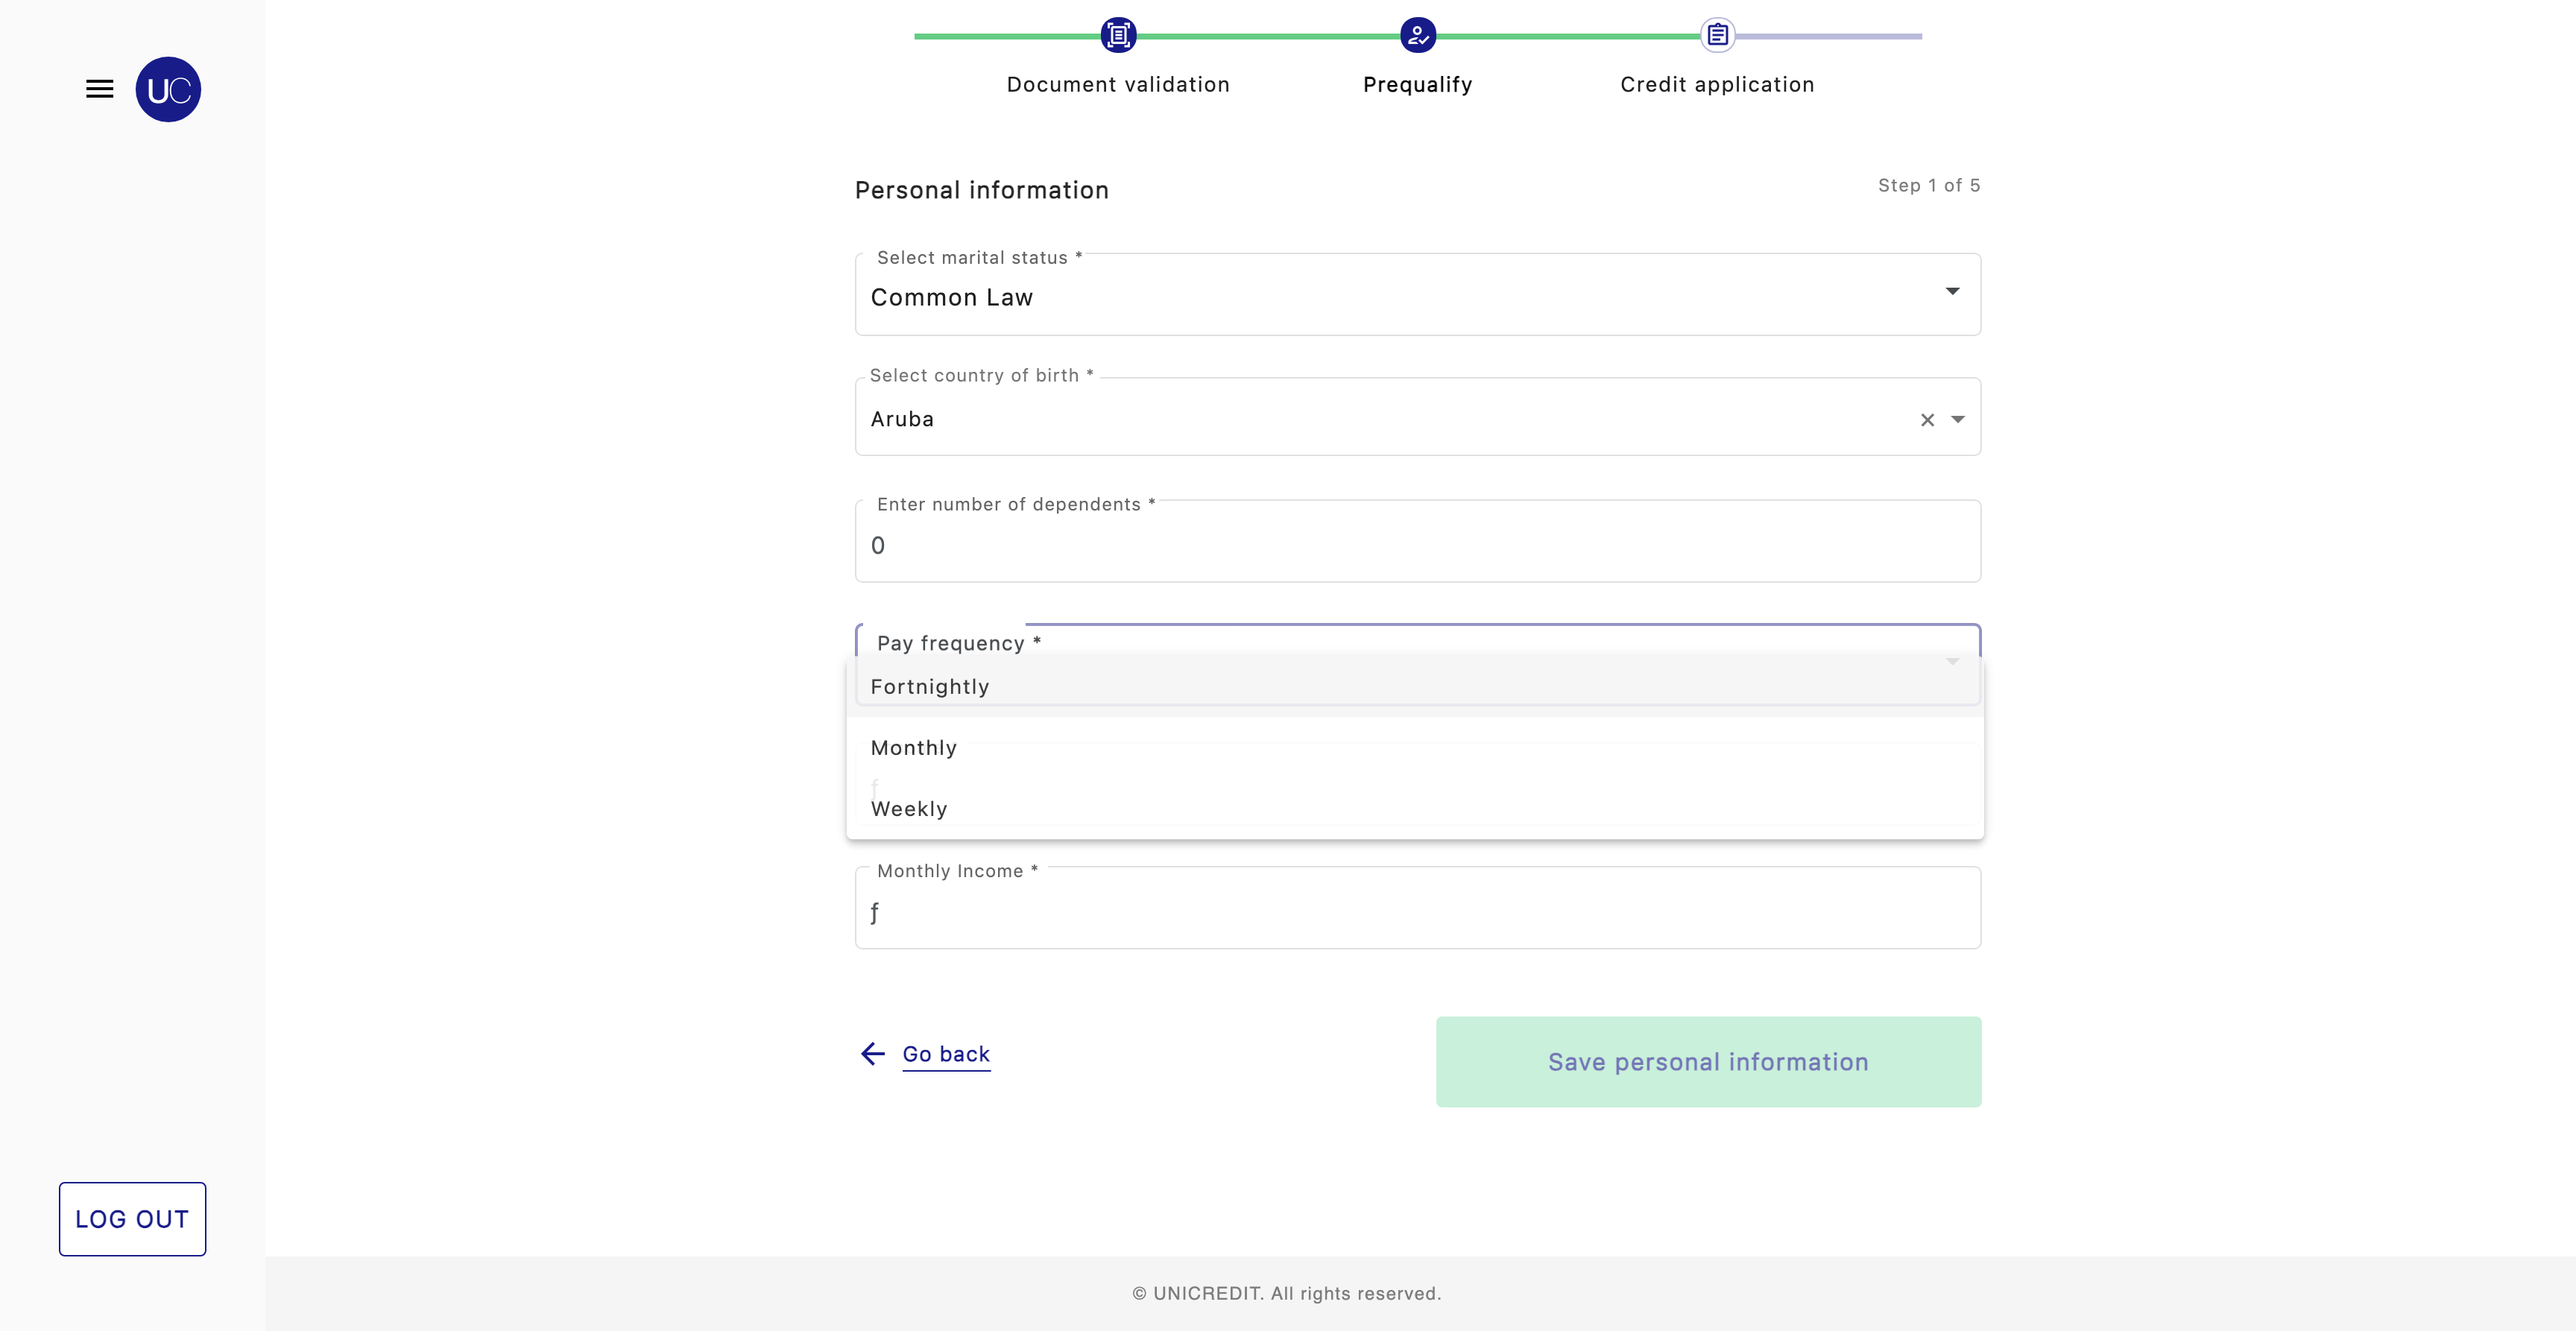 UC
Document validation
Prequalify
Credit application
Personal information
Step 1 of 5
Select marital status *
Common Law
Select country of birth *
Aruba
Enter number of dependents *
0
Pay frequency *
Fortnightly
Monthly
ƒ
Weekly
Monthly Income *
ƒ
Go back
Save personal information
LOG OUT
© UNICREDIT. All rights reserved.